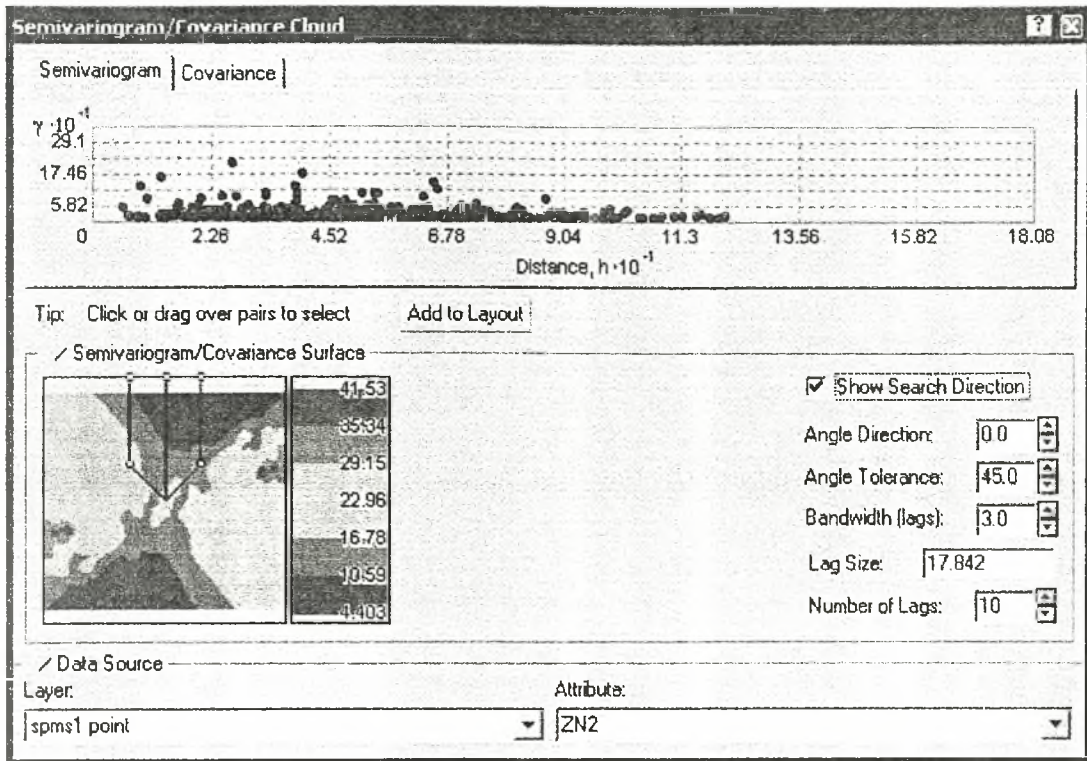 Semivariogram/Covariance Cloud
Semivariogram Covariance
γ ·10⁻¹
29.1
17.46
5.82
0 2.26 4.52 6.78 9.04 11.3 13.56 15.82 18.08
Distance, h ·10⁻¹
Tip: Click or drag over pairs to select Add to Layout
Semivariogram/Covariance Surface
41.53
35.34
29.15
22.96
16.78
10.59
4.403
Show Search Direction
Angle Direction: 0.0
Angle Tolerance: 45.0
Bandwidth (lags): 3.0
Lag Size: 17.842
Number of Lags: 10
Data Source
Layer: Attribute:
spms1 point ZN2